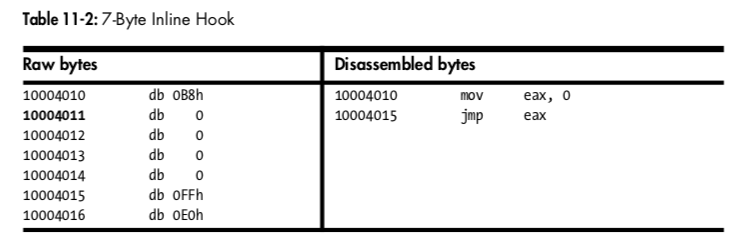 Table 11-2: 7-Byte Inline Hook
Raw bytes Disassembled bytes
10004010 db 0B8h 10004010 mov eax, 0
10004011 db 0 10004015 jmp eax
10004012 db 0
10004013 db 0
10004014 db 0
10004015 db 0FFh
10004016 db 0E0h